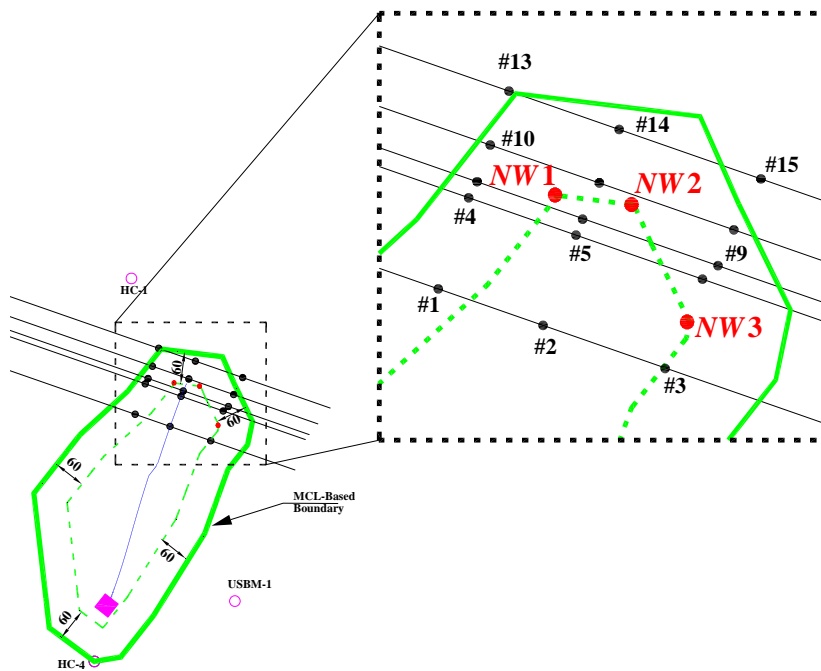 #13
#14
#10
#15
NW1
NW2
#4
#5
#9
#1
#2
NW3
#3
HC-1
60
60
60
MCL-Based
Boundary
60
USBM-1
60
HC-4